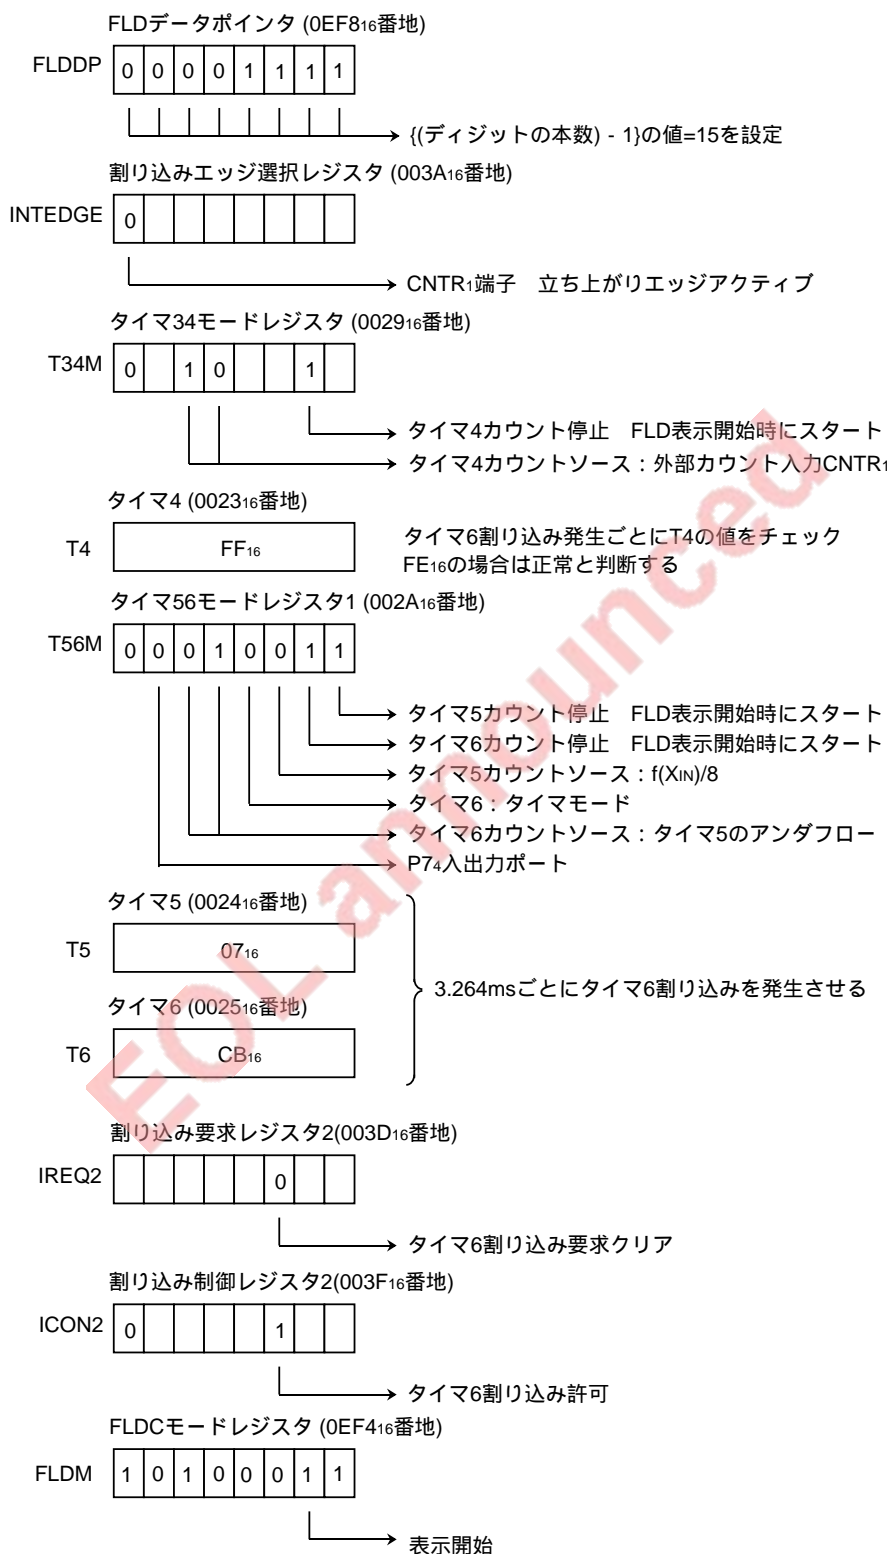 FLDデータポインタ (0EF816番地)
FLDDP 0 0 0 0 1 1 1 1
{(ディジットの本数) - 1}の値=15を設定
割り込みエッジ選択レジスタ (003A16番地)
INTEDGE 0
CNTR1端子 立ち上がりエッジアクティブ
タイマ34モードレジスタ (002916番地)
T34M 0 1 0 1
タイマ4カウント停止 FLD表示開始時にスタート
タイマ4カウントソース:外部カウント入力CNTR1
タイマ4 (002316番地)
T4 FF16
タイマ6割り込み発生ごとにT4の値をチェック
FE16の場合は正常と判断する
タイマ56モードレジスタ1 (002A16番地)
T56M 0 0 0 1 0 0 1 1
タイマ5カウント停止 FLD表示開始時にスタート
タイマ6カウント停止 FLD表示開始時にスタート
タイマ5カウントソース:f(XIN)/8
タイマ6:タイマモード
タイマ6カウントソース:タイマ5のアンダフロー
P74入出力ポート
タイマ5 (002416番地)
T5 0716
3.264msごとにタイマ6割り込みを発生させる
タイマ6 (002516番地)
T6 CB16
割り込み要求レジスタ2(003D16番地)
IREQ2 0
タイマ6割り込み要求クリア
割り込み制御レジスタ2(003F16番地)
ICON2 0 1
タイマ6割り込み許可
FLDCモードレジスタ (0EF416番地)
FLDM 1 0 1 0 0 0 1 1
表示開始
EOL announced